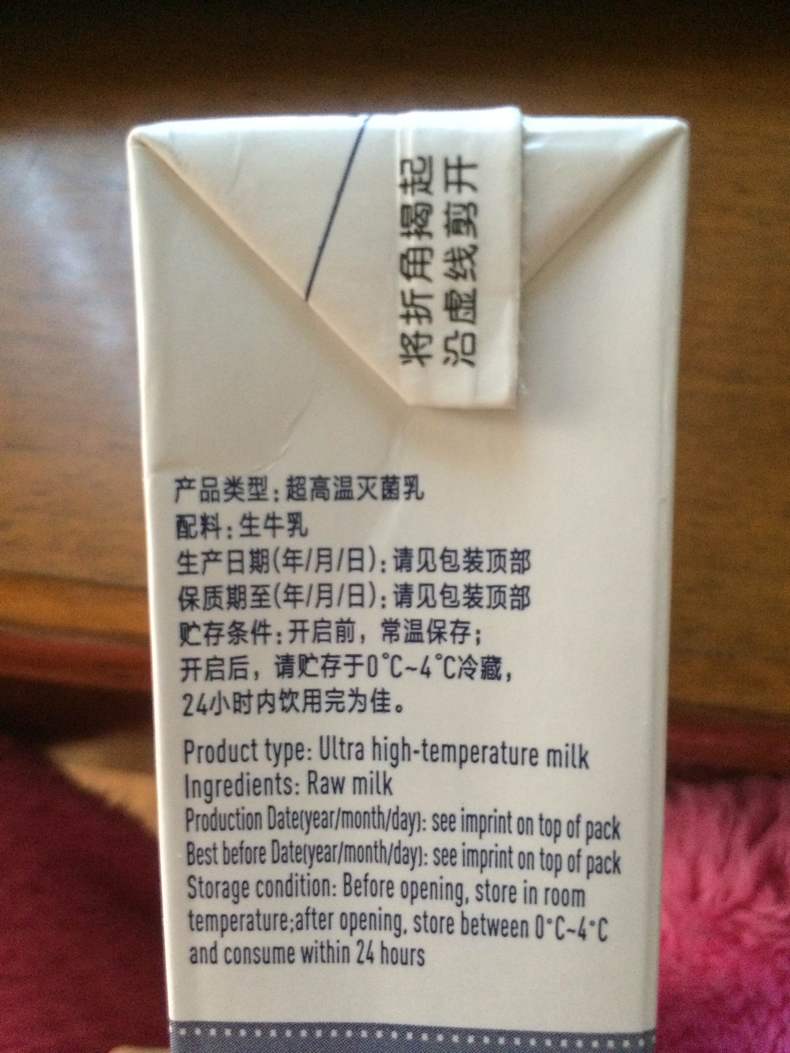 将折角揭起
沿虚线剪开
产品类型:超高温灭菌乳
配料:生牛乳
生产日期(年/月/日):请见包装顶部
保质期至(年/月/日):请见包装顶部
贮存条件:开启前，常温保存;
开启后，请贮存于0℃~4℃冷藏，
24小时内饮用完为佳。
Product type: Ultra high-temperature milk
Ingredients: Raw milk
Production Date(year/month/day): see imprint on top of pack
Best before Date(year/month/day): see imprint on top of pack
Storage condition: Before opening, store in room
temperature;after opening, store between 0°C~4°C
and consume within 24 hours